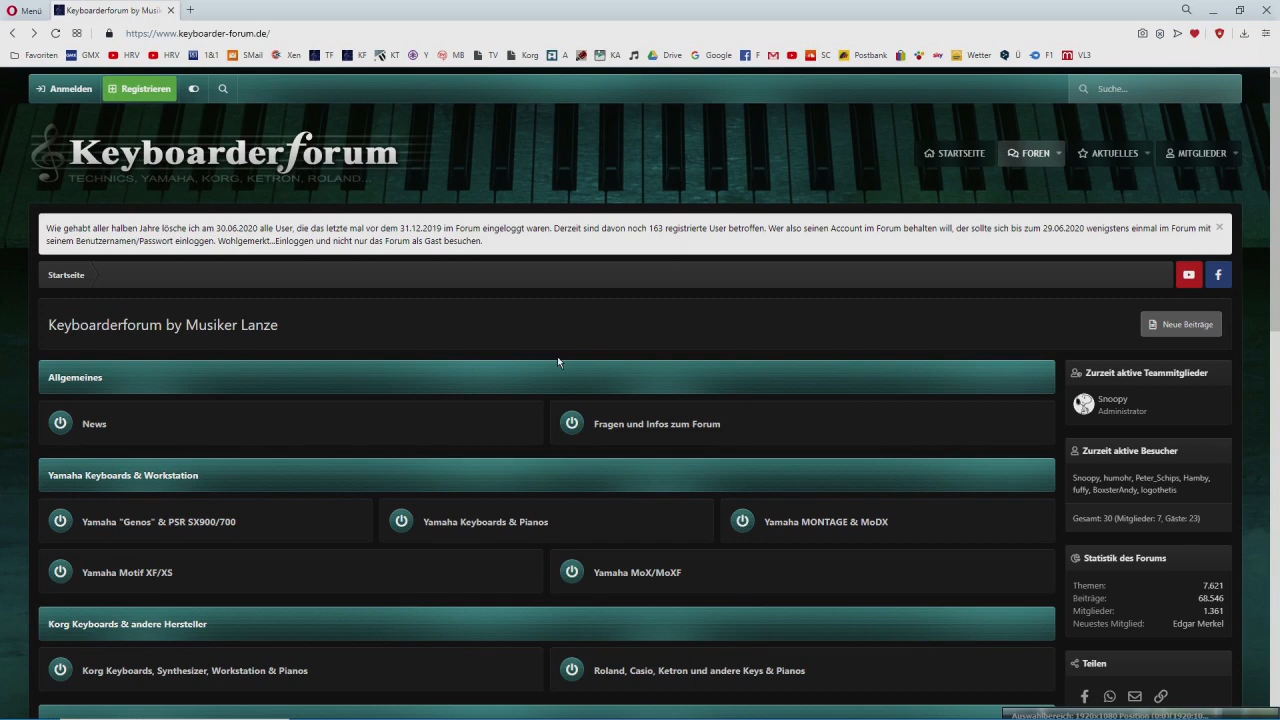 Menü
Keyboarderforum by Musik
https://www.keyboarder-forum.de/
Favoriten GMX HRV HRV 1&1 SMail Xen TF KF KT Y MB TV Korg A KA Drive Google F SC Postbank sky Wetter Ü F1 VL3
Anmelden Registrieren Suche...
Keyboarderforum
TECHNICS, YAMAHA, KORG, KETRON, ROLAND...
STARTSEITE FOREN AKTUELLES MITGLIEDER
Wie gehabt aller halben Jahre lösche ich am 30.06.2020 alle User, die das letzte mal vor dem 31.12.2019 im Forum eingeloggt waren. Derzeit sind davon noch 163 registrierte User betroffen. Wer also seinen Account im Forum behalten will, der sollte sich bis zum 29.06.2020 wenigstens einmal im Forum mit
seinem Benutzernamen/Passwort einloggen. Wohlgemerkt...Einloggen und nicht nur das Forum als Gast besuchen.
Startseite
Keyboarderforum by Musiker Lanze
Neue Beiträge
Allgemeines
News
Fragen und Infos zum Forum
Yamaha Keyboards & Workstation
Yamaha "Genos" & PSR SX900/700
Yamaha Keyboards & Pianos
Yamaha MONTAGE & MoDX
Yamaha Motif XF/XS
Yamaha MoX/MoXF
Korg Keyboards & andere Hersteller
Korg Keyboards, Synthesizer, Workstation & Pianos
Roland, Casio, Ketron und andere Keys & Pianos
Zurzeit aktive Teammitglieder
Snoopy
Administrator
Zurzeit aktive Besucher
Snoopy, humohr, Peter_Schips, Hamby,
fuffy, BoxsterAndy, logothetis
Gesamt: 30 (Mitglieder: 7, Gäste: 23)
Statistik des Forums
Themen: 7.621
Beiträge: 68.546
Mitglieder: 1.361
Neuestes Mitglied: Edgar Merkel
Teilen
Auswahlbereich: 1920x1080 Position (0;0)(1920;10...